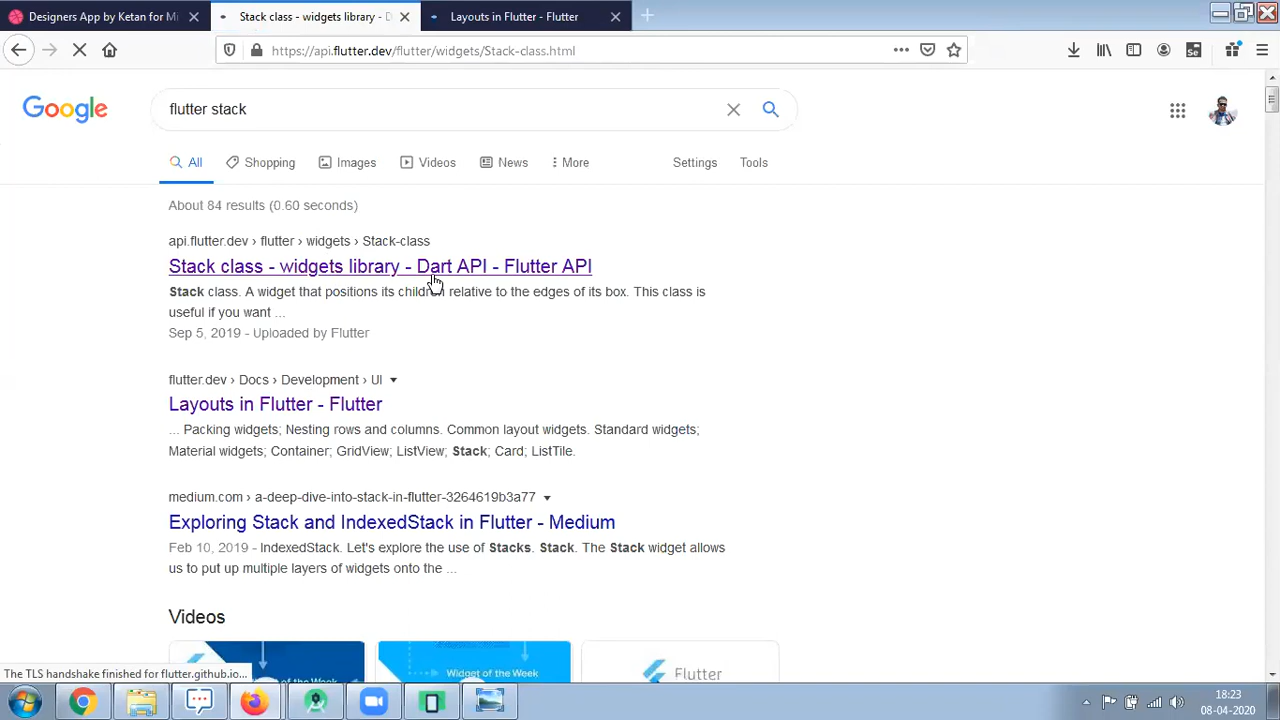 Designers App by Ketan for Mi
Stack class - widgets library - D
Layouts in Flutter - Flutter
https://api.flutter.dev/flutter/widgets/Stack-class.html
Google
flutter stack
All
Shopping
Images
Videos
News
More
Settings
Tools
About 84 results (0.60 seconds)
api.flutter.dev › flutter › widgets › Stack-class
Stack class - widgets library - Dart API - Flutter API
Stack class. A widget that positions its children relative to the edges of its box. This class is
useful if you want ...
Sep 5, 2019 - Uploaded by Flutter
flutter.dev › Docs › Development › UI
Layouts in Flutter - Flutter
... Packing widgets; Nesting rows and columns. Common layout widgets. Standard widgets;
Material widgets; Container; GridView; ListView; Stack; Card; ListTile.
medium.com › a-deep-dive-into-stack-in-flutter-3264619b3a77
Exploring Stack and IndexedStack in Flutter - Medium
Feb 10, 2019 - IndexedStack. Let's explore the use of Stacks. Stack. The Stack widget allows
us to put up multiple layers of widgets onto the ...
Videos
of the Week
Widget of the Week
Flutter
The TLS handshake finished for flutter.github.io...
18:23
08-04-2020